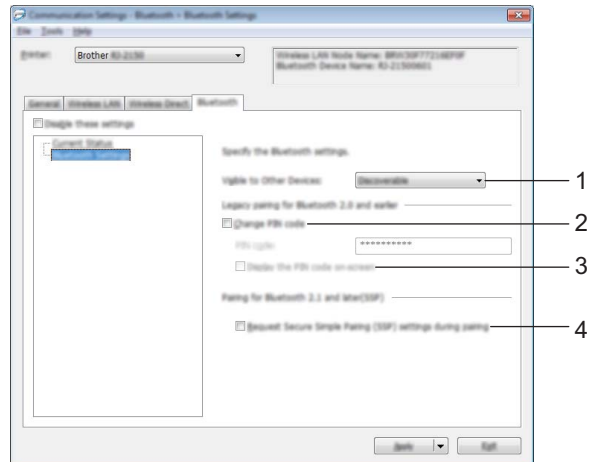 Communication Settings - Bluetooth > Bluetooth Settings
File Tools Help
Printer: Brother RJ-2150
Wireless LAN Node Name:
Bluetooth Device Name:
General Wireless LAN Wireless Direct Bluetooth
Disable these settings
Current Status
Bluetooth Settings
Specify the Bluetooth settings.
Visible to Other Devices: Discoverable 1
Legacy pairing for Bluetooth 2.0 and earlier
Change PIN code 2
PIN code: **********
Display the PIN code on-screen 3
Pairing for Bluetooth 2.1 and later(SSP)
Request Secure Simple Pairing (SSP) settings during pairing 4
Apply Exit